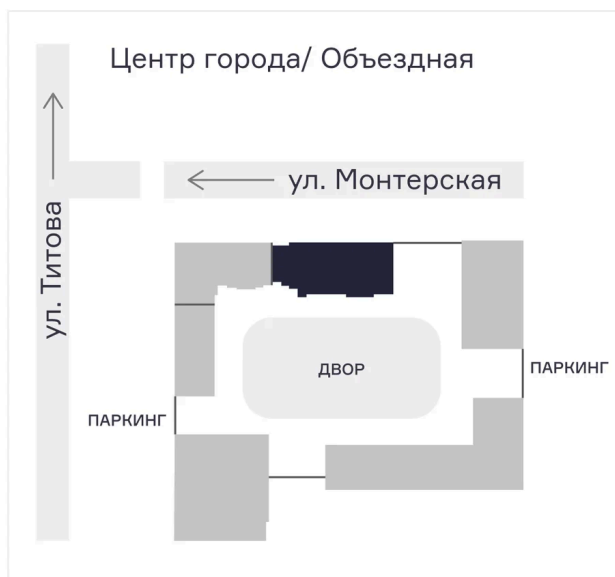 Центр города/ Объездная
ул. Монтерская
ул. Титова
ДВОР
ПАРКИНГ
ПАРКИНГ